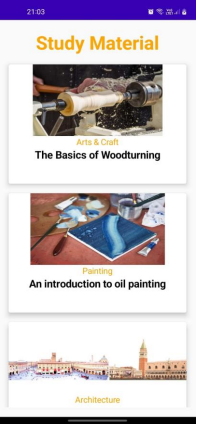 21:03
Study Material
Arts & Craft
The Basics of Woodturning
Painting
An introduction to oil painting
Architecture